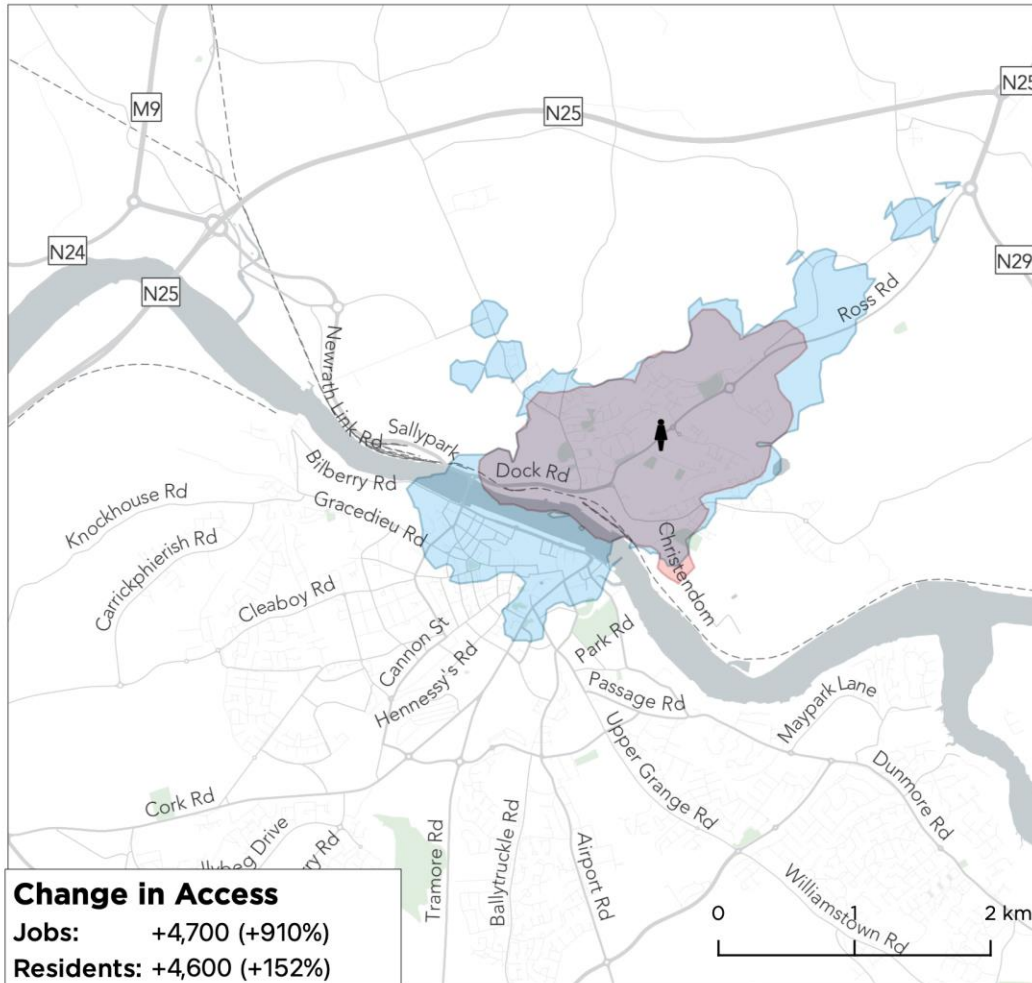 N25
M9
N25
N24
N29
N25
Ross Rd
Newrath Link Rd
Sallypark
Dock Rd
Bilberry Rd
Knockhouse Rd
Gracedieu Rd
Carrickphierish Rd
Christendom
Cleaboy Rd
Cannon St
Park Rd
Hennessy's Rd
Passage Rd
Maypark Lane
Upper Grange Rd
Dunmore Rd
Cork Rd
Tramore Rd
Ballytruckle Rd
Airport Rd
Williamstown Rd
Drive
Rd
0 1 2 km
Change in Access
Jobs: +4,700 (+910%)
Residents: +4,600 (+152%)